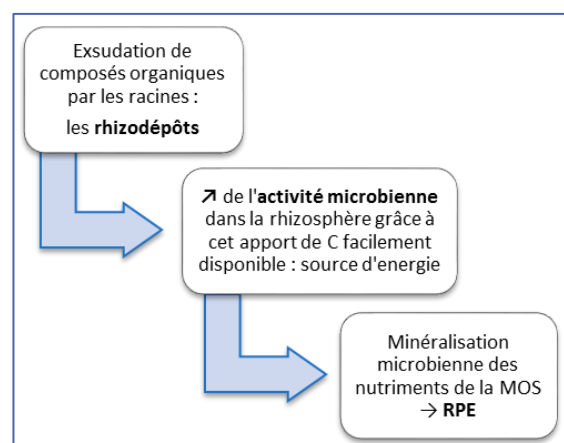 Exsudation de
composés organiques
par les racines :
les rhizodépôts
↗ de l'activité microbienne
dans la rhizosphère grâce à
cet apport de C facilement
disponible : source d'energie
Minéralisation
microbienne des
nutriments de la MOS
→ RPE